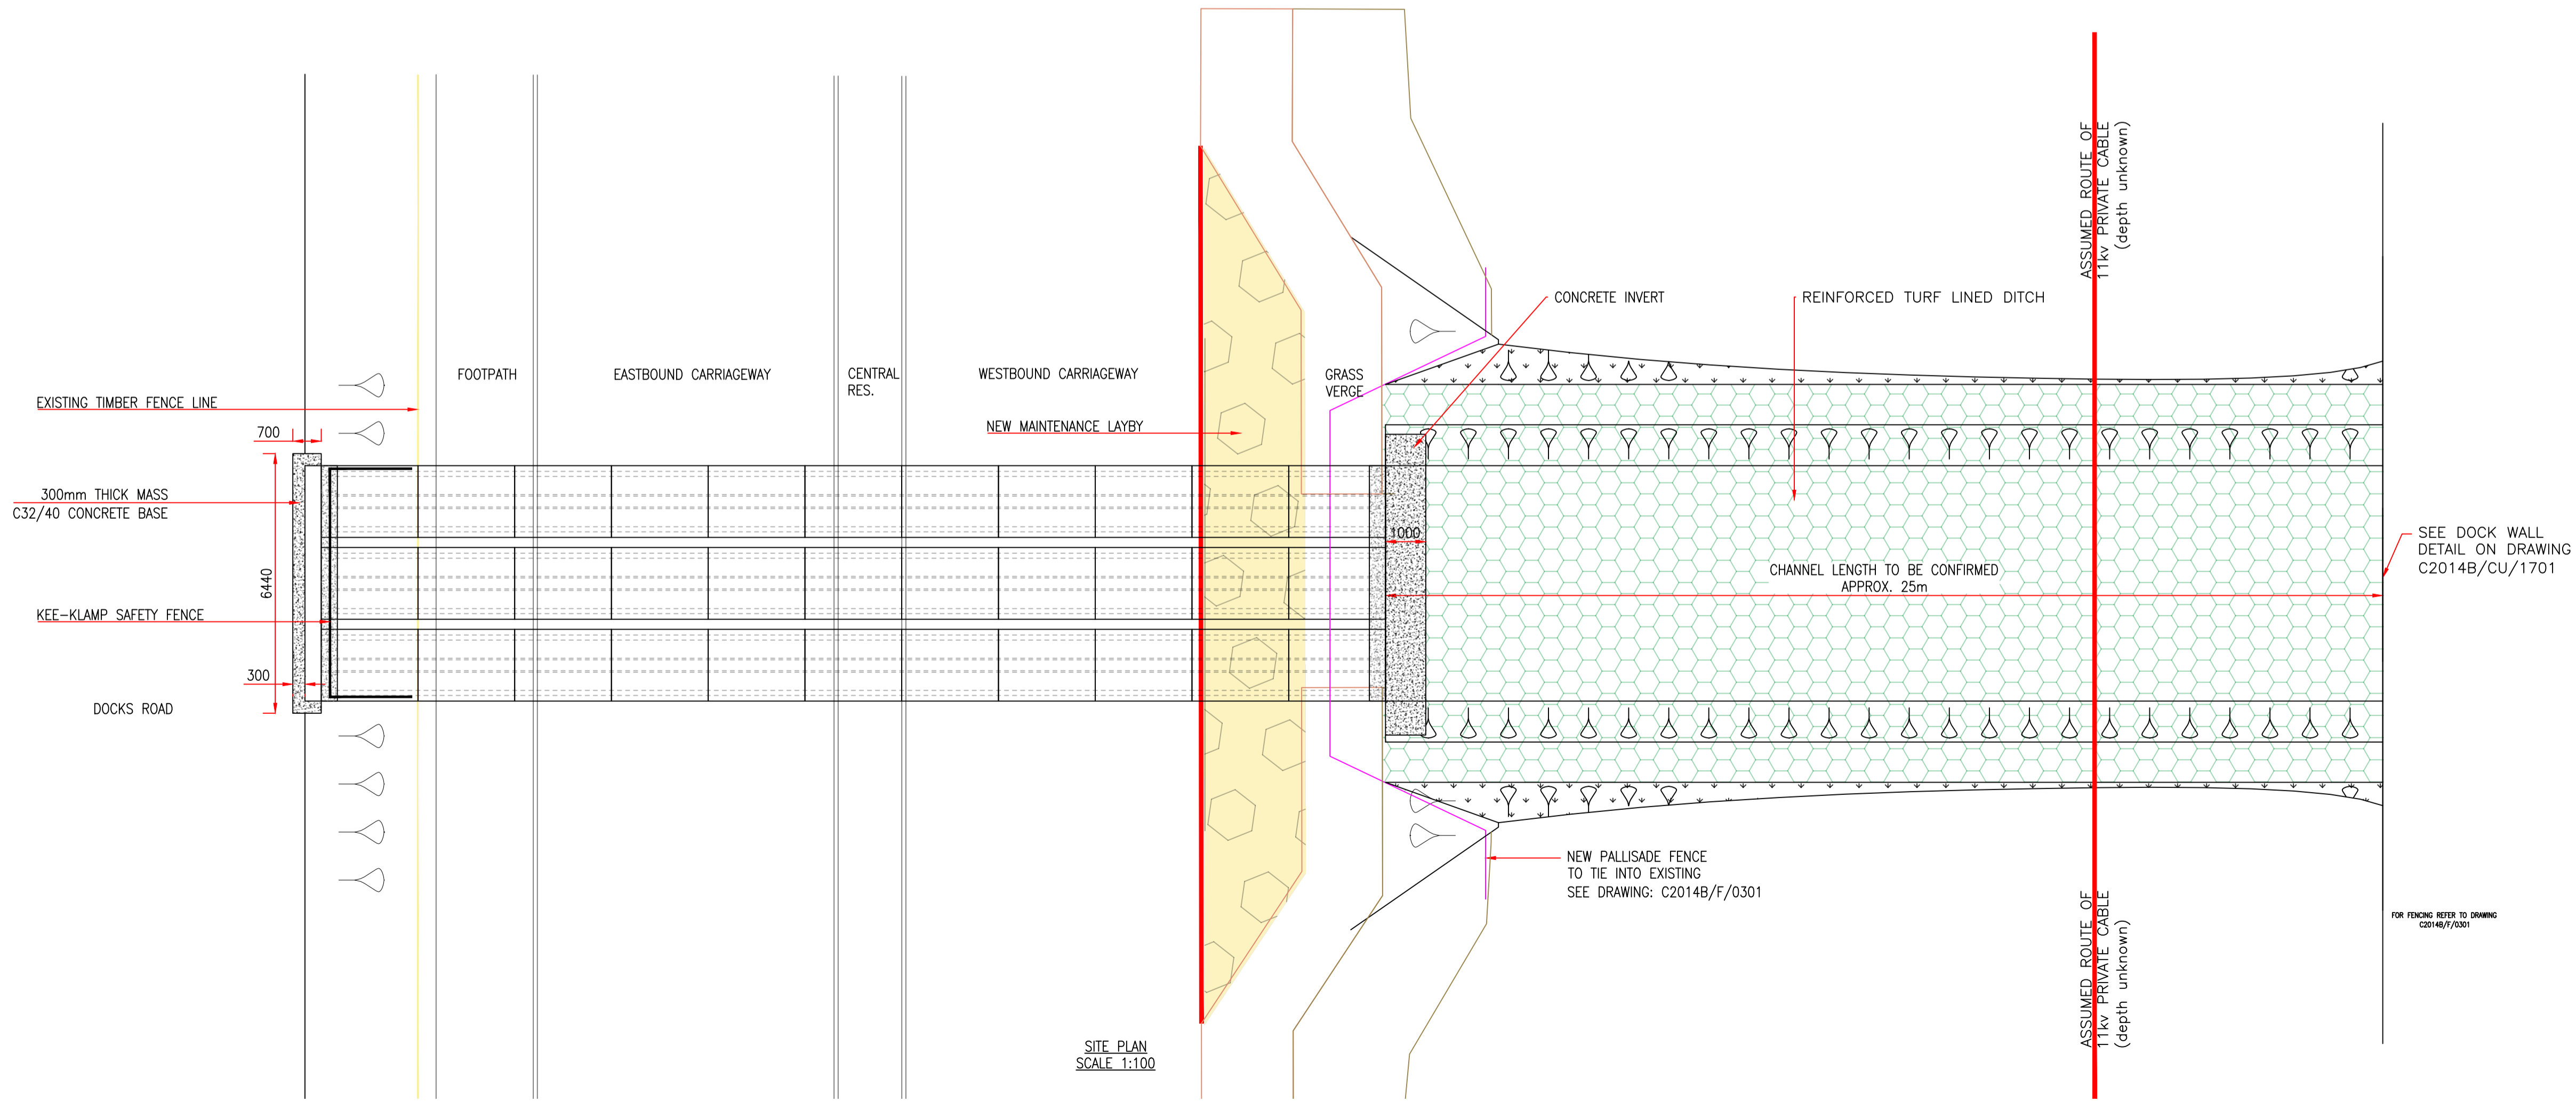 ASSUMED ROUTE OF
11kv PRIVATE CABLE
(depth unknown)
CONCRETE INVERT
REINFORCED TURF LINED DITCH
FOOTPATH
EASTBOUND CARRIAGEWAY
CENTRAL
RES.
WESTBOUND CARRIAGEWAY
GRASS
VERGE
EXISTING TIMBER FENCE LINE
700
NEW MAINTENANCE LAYBY
300mm THICK MASS
C32/40 CONCRETE BASE
1000
SEE DOCK WALL
DETAIL ON DRAWING
C2014B/CU/1701
CHANNEL LENGTH TO BE CONFIRMED
APPROX. 25m
6440
KEE-KLAMP SAFETY FENCE
300
DOCKS ROAD
NEW PALLISADE FENCE
TO TIE INTO EXISTING
SEE DRAWING: C2014B/F/0301
ASSUMED ROUTE OF
11kv PRIVATE CABLE
(depth unknown)
FOR FENCING REFER TO DRAWING
C2014B/F/0301
SITE PLAN
SCALE 1:100